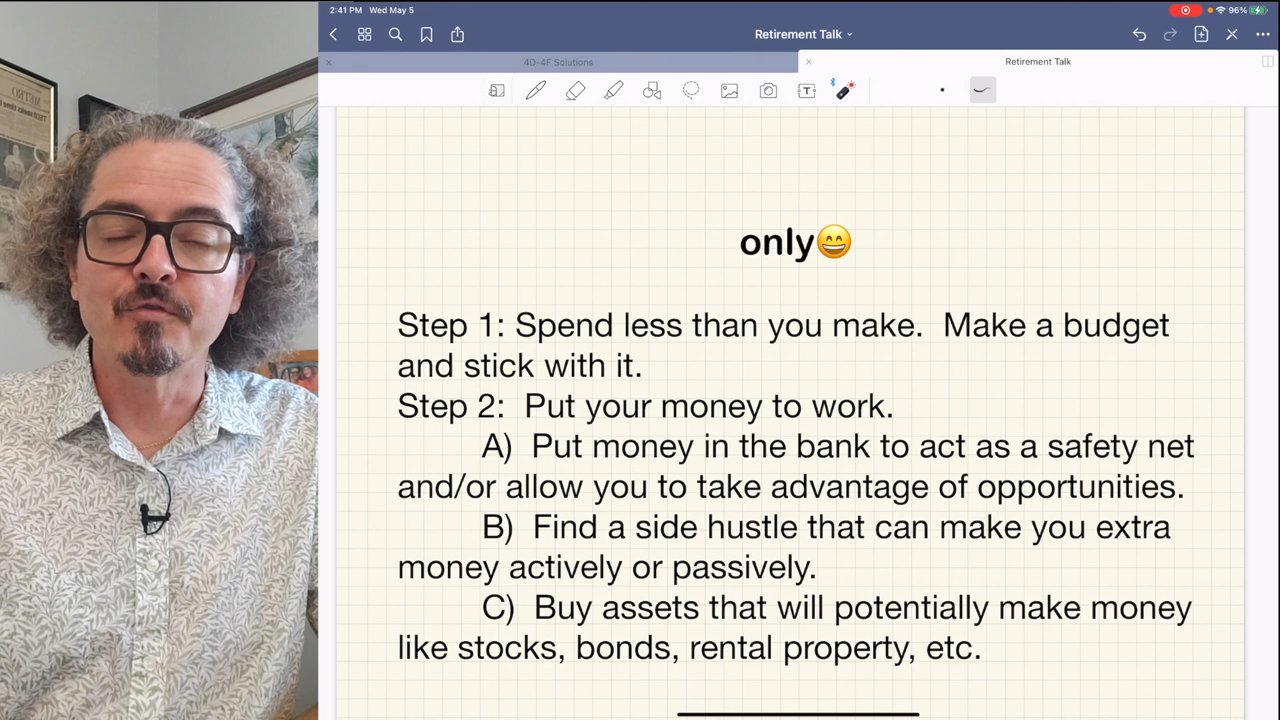 2:41 PM Wed May 5
96%
Retirement Talk
4D-4F Solutions
Retirement Talk
T
METRO
only😄
Step 1: Spend less than you make. Make a budget
and stick with it.
Step 2: Put your money to work.
A) Put money in the bank to act as a safety net
and/or allow you to take advantage of opportunities.
B) Find a side hustle that can make you extra
money actively or passively.
C) Buy assets that will potentially make money
like stocks, bonds, rental property, etc.